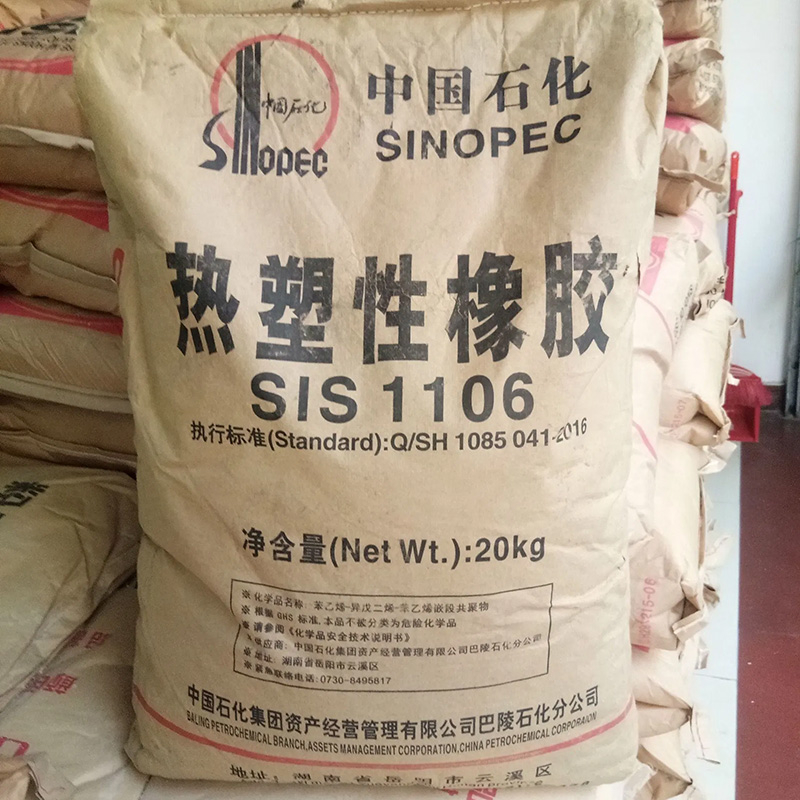 中国石化
SINOPEC
中国石化
SINOPEC
热塑性橡胶
SIS 1106
执行标准(Standard):Q/SH 1085 041-2016
净含量(Net Wt.):20kg
※ 化学品名称: 苯乙烯-异戊二烯-苯乙烯嵌段共聚物
※ 根据 GHS 标准,本品不被分类为危险化学品
※ 请参阅《化学品安全技术说明书》
※ 供应商: 中国石化集团资产经营管理有限公司巴陵石化分公司
※ 地址: 湖南省岳阳市云溪区
※ 紧急联络电话:0730-8495817
中国石化集团资产经营管理有限公司巴陵石化分公司
BALING PETROCHEMICAL BRANCH,ASSETS MANAGEMENT CORPORATION,CHINA PETROCHEMICAL CORPORAION
地址: 湖南省岳阳市云溪区